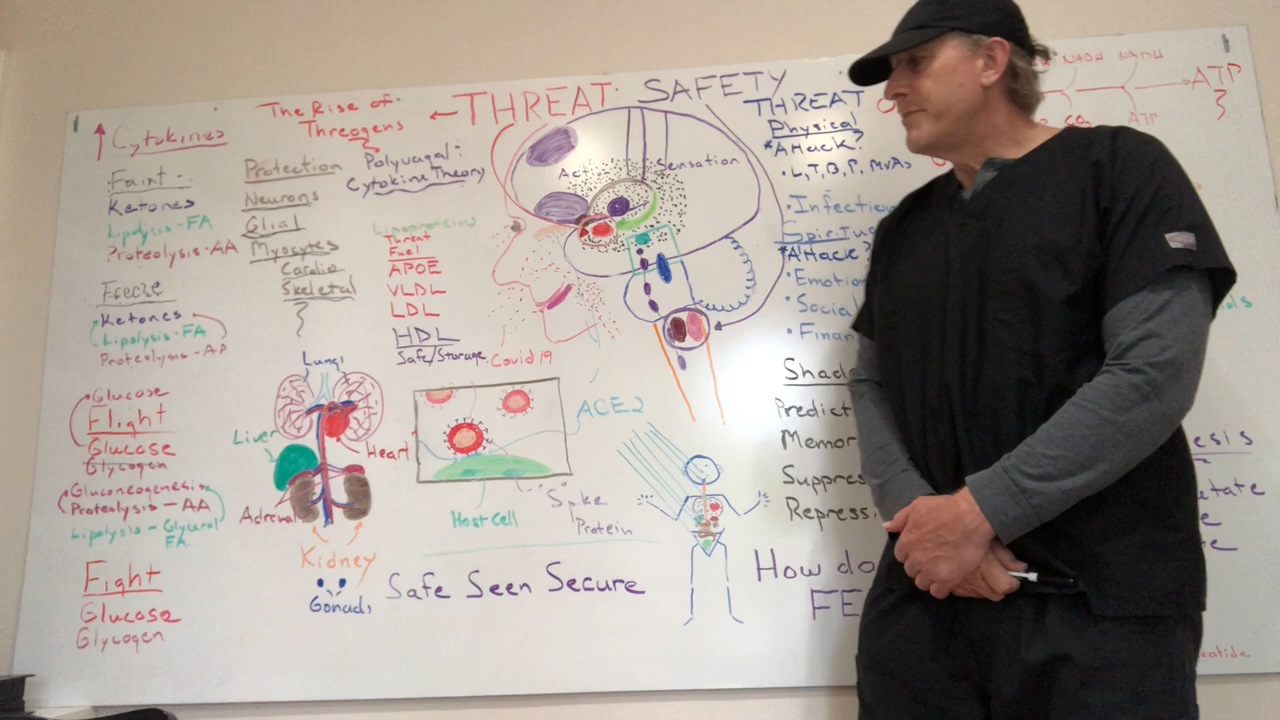 ↑ Cytokines
Faint
Ketones
Lipolysis - FA
Proteolysis - AA
Freeze
Ketones
Lipolysis - FA
Proteolysis - AA
Glucose
Flight
Glucose
Glycogen
Gluconeogenesis
Proteolysis - AA
Lipolysis - Glycerol
FA
Fight
Glucose
Glycogen
The Rise of
Threogens
Protection
Neurons
Glial
Myocytes
Cardio
Skeletal
Polyvagal:
Cytokine Theory
Lipoproteins
Threat
Fuel
APOE
VLDL
LDL
HDL
Safe/Storage
Lungs
Liver
Heart
Adrenal
Kidney
Gonads
← THREAT: SAFETY
Sensation
Covid 19
ACE2
Host Cell
"Spike
Protein
Safe Seen Secure
THREAT
Physical
*Attack?
• L, T, B, P, MVAs
• Infection
*Attack?
• Emotion
• Socia
• Finan
Shad
Predict
Memor
Suppres
Repress
How do
FE
NADH NADH
ATP
ATP